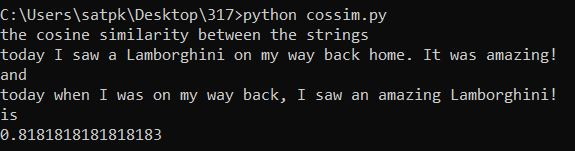 C:\Users\satpk\Desktop\317>python cossim.py
the cosine similarity between the strings
today I saw a Lamborghini on my way back home. It was amazing!
and
today when I was on my way back, I saw an amazing Lamborghini!
is
0.8181818181818183